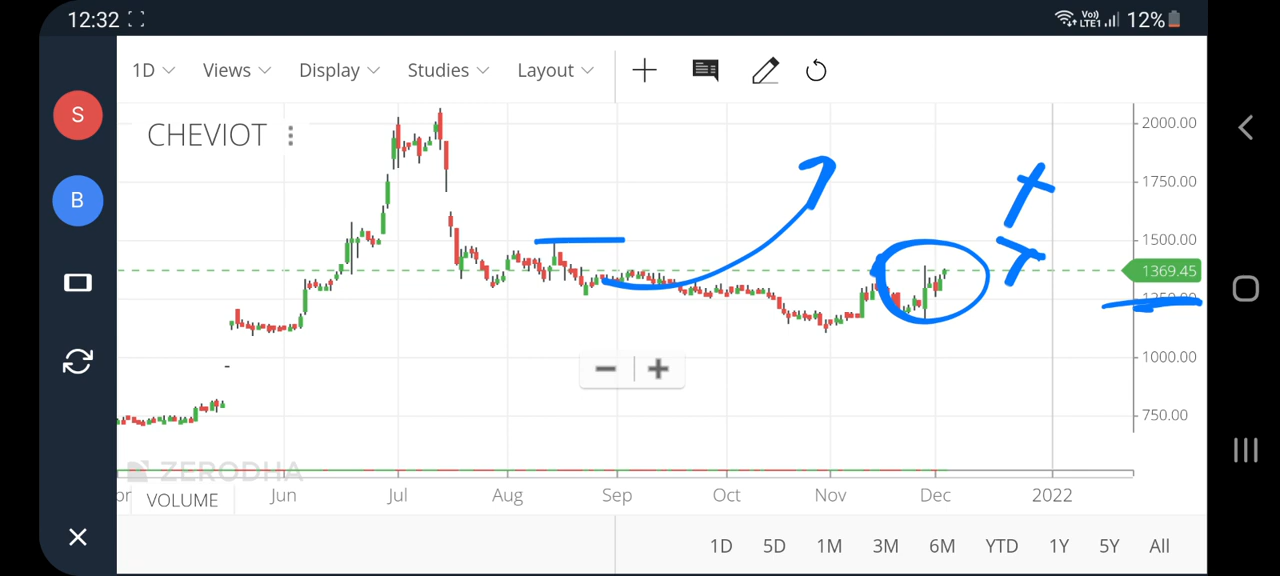 12:32 Vo)) LTE1 12%
1D Views Display Studies Layout
S
CHEVIOT
B
2000.00
1750.00
1500.00
1369.45
1000.00
750.00
ZERODHA
Jun Jul Aug Sep Oct Nov Dec 2022
VOLUME
1D 5D 1M 3M 6M YTD 1Y 5Y All